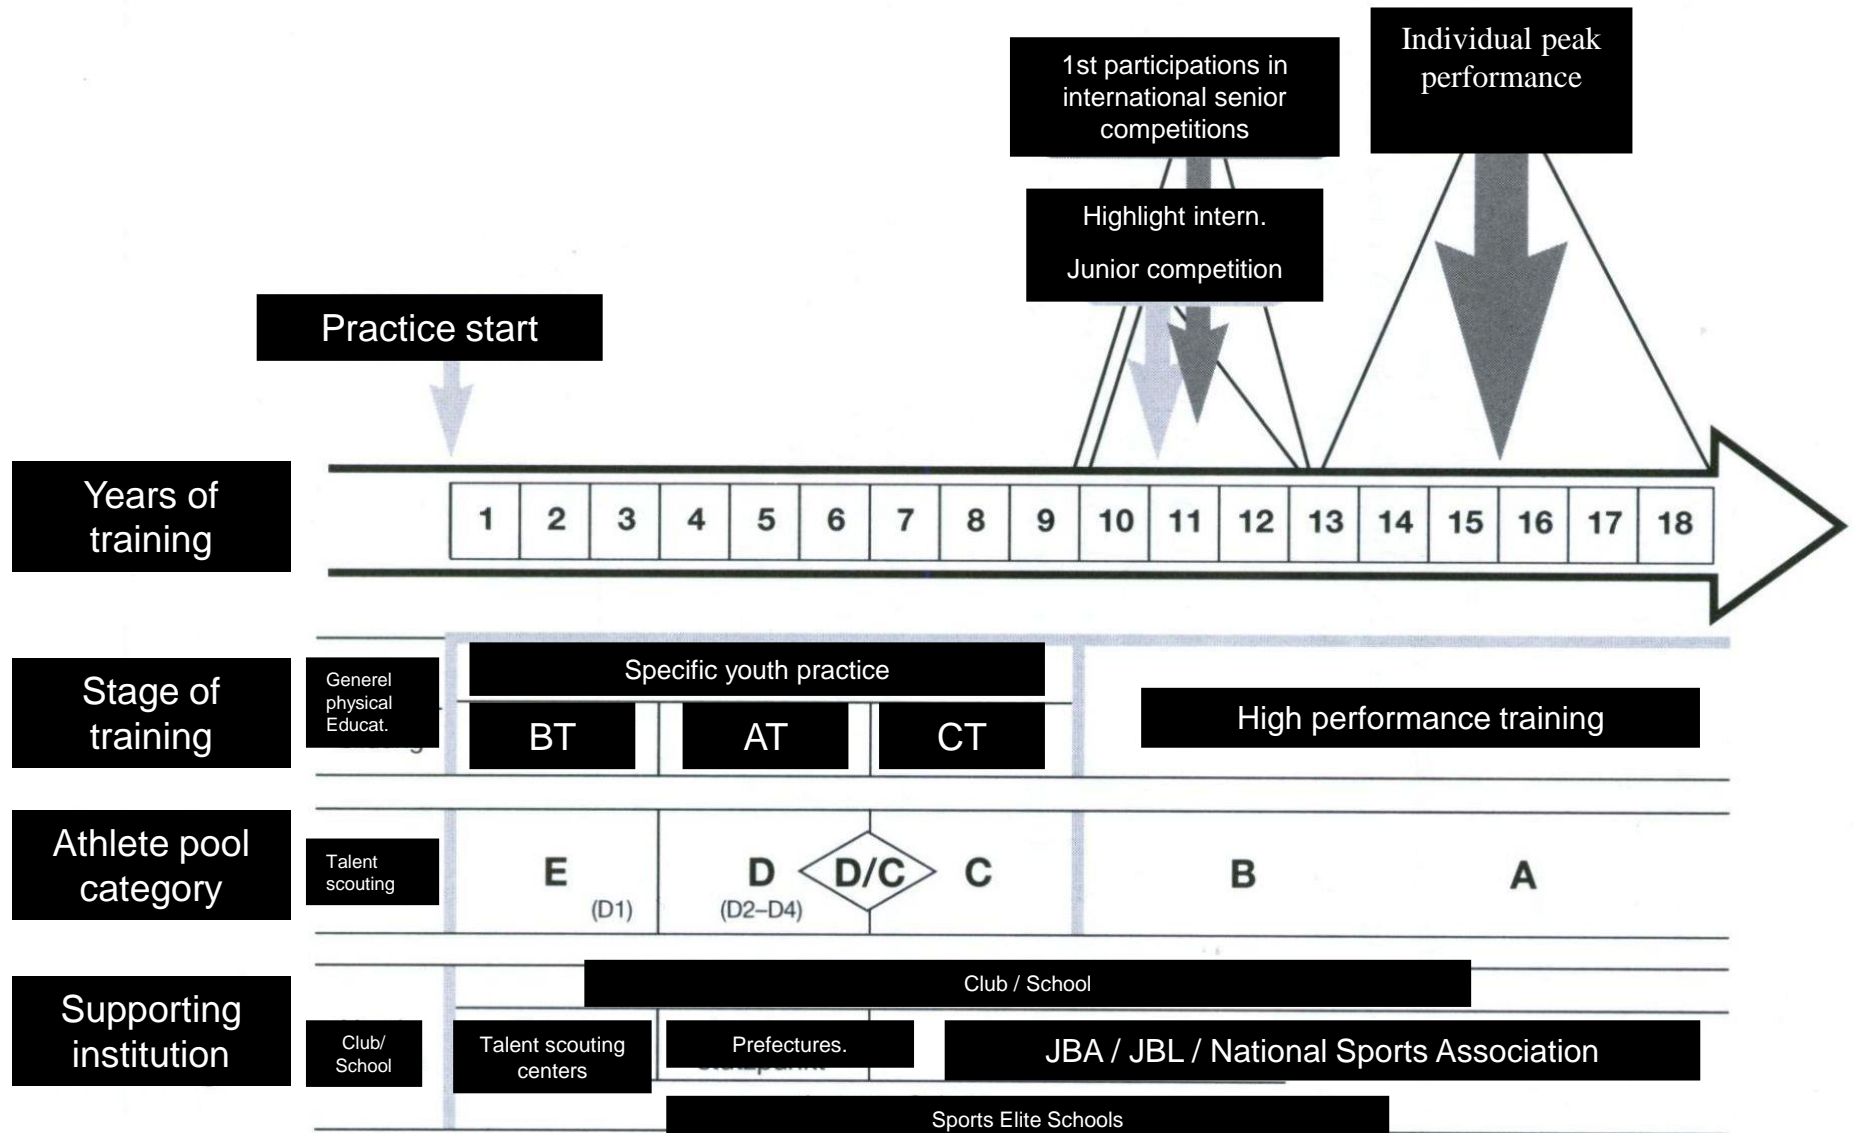 1st participations in
international senior
competitions
Individual peak
performance
Highlight intern.
Junior competition
Practice start
Years of
training
1 2 3 4 5 6 7 8 9 10 11 12 13 14 15 16 17 18
Stage of
training
Generel
physical
Educat.
Specific youth practice
BT AT CT
High performance training
Athlete pool
category
Talent
scouting
E
(D1)
D
(D2–D4)
D/C
C
B
A
Supporting
institution
Club/
School
Club / School
Talent scouting
centers
Prefectures.
JBA / JBL / National Sports Association
Sports Elite Schools